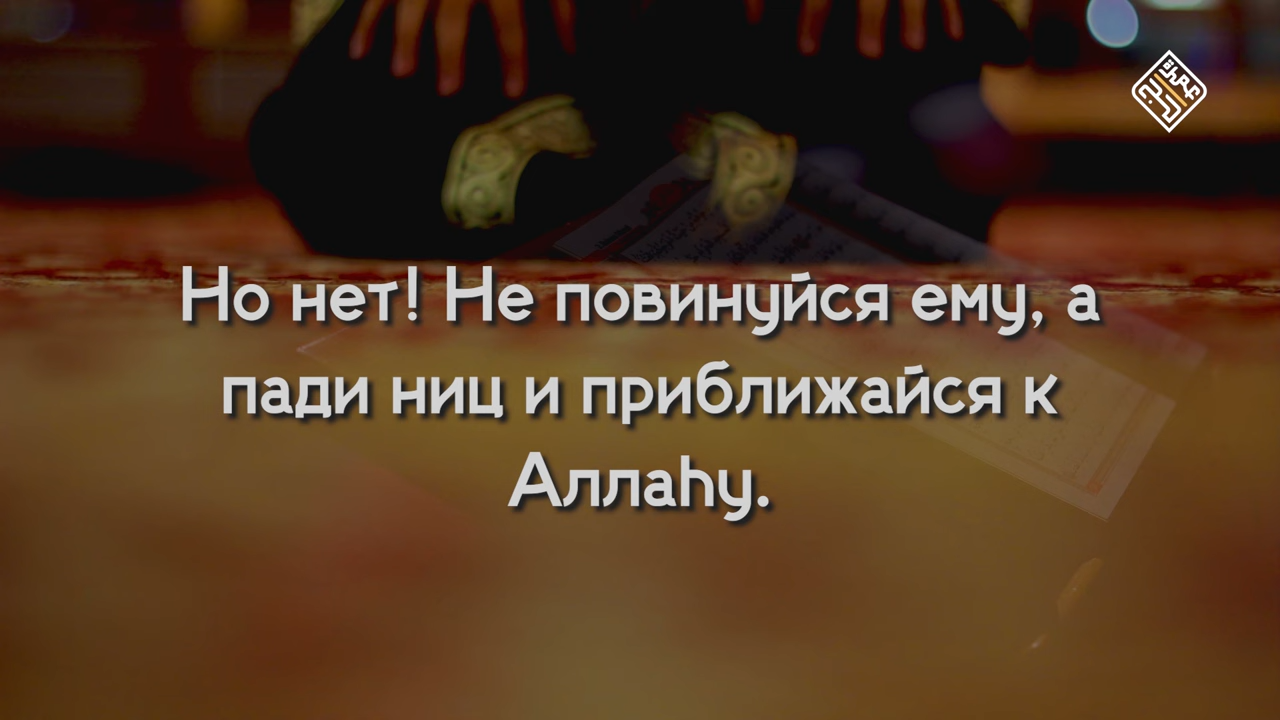 Но нет! Не повинуйся ему, а
пади ниц и приближайся к
Аллаһу.